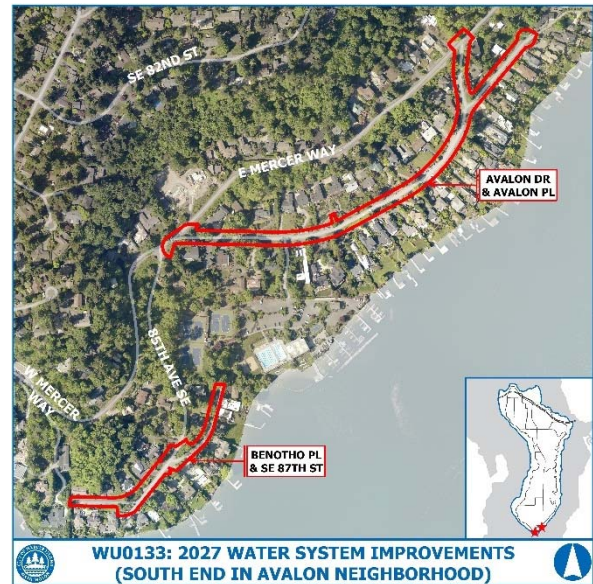 SE 82ND ST
E MERCER WAY
AVALON DR
& AVALON PL
85TH AVE SE
W MERCER
WAY
BENOTHO PL
& SE 87TH ST
WU0133: 2027 WATER SYSTEM IMPROVEMENTS
(SOUTH END IN AVALON NEIGHBORHOOD)